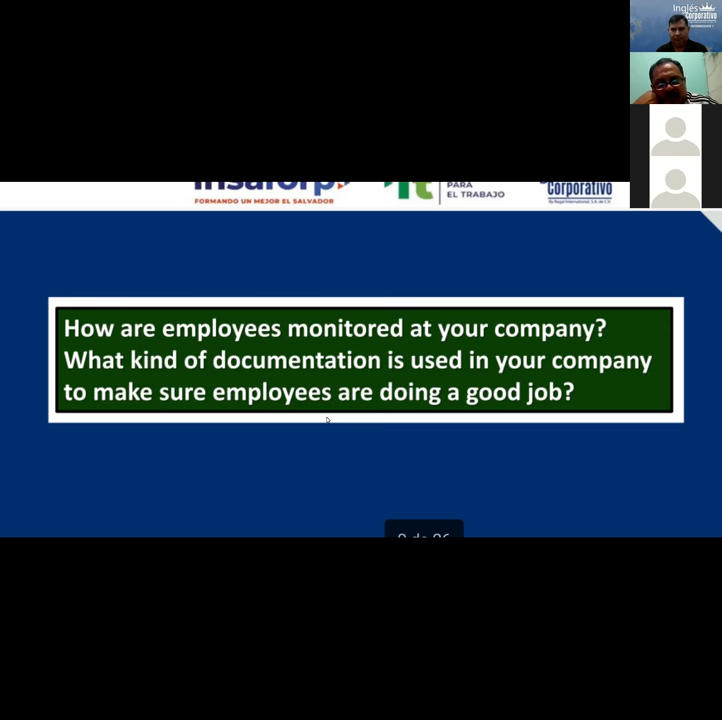 Inglés
Corporativo
FORMANDO UN MEJOR EL SALVADOR
PARA
EL TRABAJO
Corporativo
By Regal International, S.A. de C.V.
How are employees monitored at your company?
What kind of documentation is used in your company
to make sure employees are doing a good job?